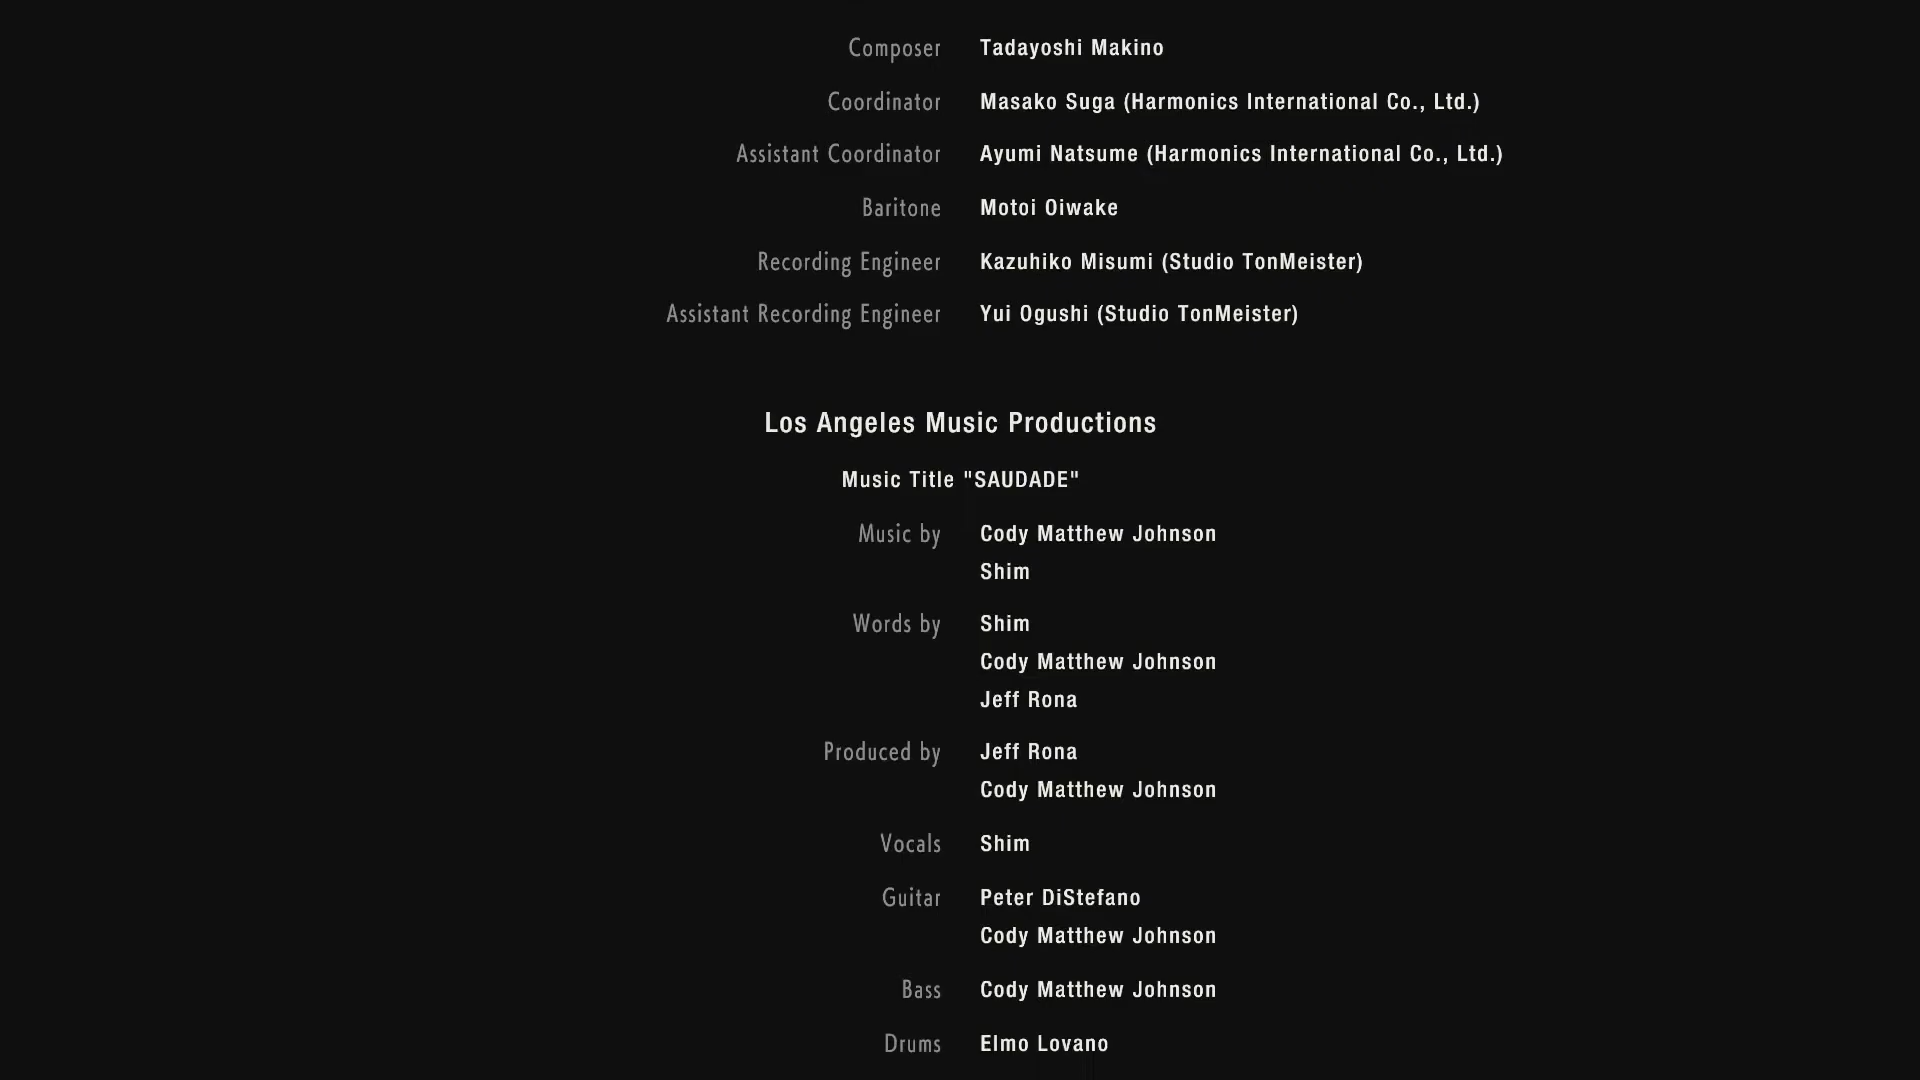 Composer Tadayoshi Makino
Coordinator Masako Suga (Harmonics International Co., Ltd.)
Assistant Coordinator Ayumi Natsume (Harmonics International Co., Ltd.)
Baritone Motoi Oiwake
Recording Engineer Kazuhiko Misumi (Studio TonMeister)
Assistant Recording Engineer Yui Ogushi (Studio TonMeister)
Los Angeles Music Productions
Music Title "SAUDADE"
Music by Cody Matthew Johnson
Shim
Words by Shim
Cody Matthew Johnson
Jeff Rona
Produced by Jeff Rona
Cody Matthew Johnson
Vocals Shim
Guitar Peter DiStefano
Cody Matthew Johnson
Bass Cody Matthew Johnson
Drums Elmo Lovano